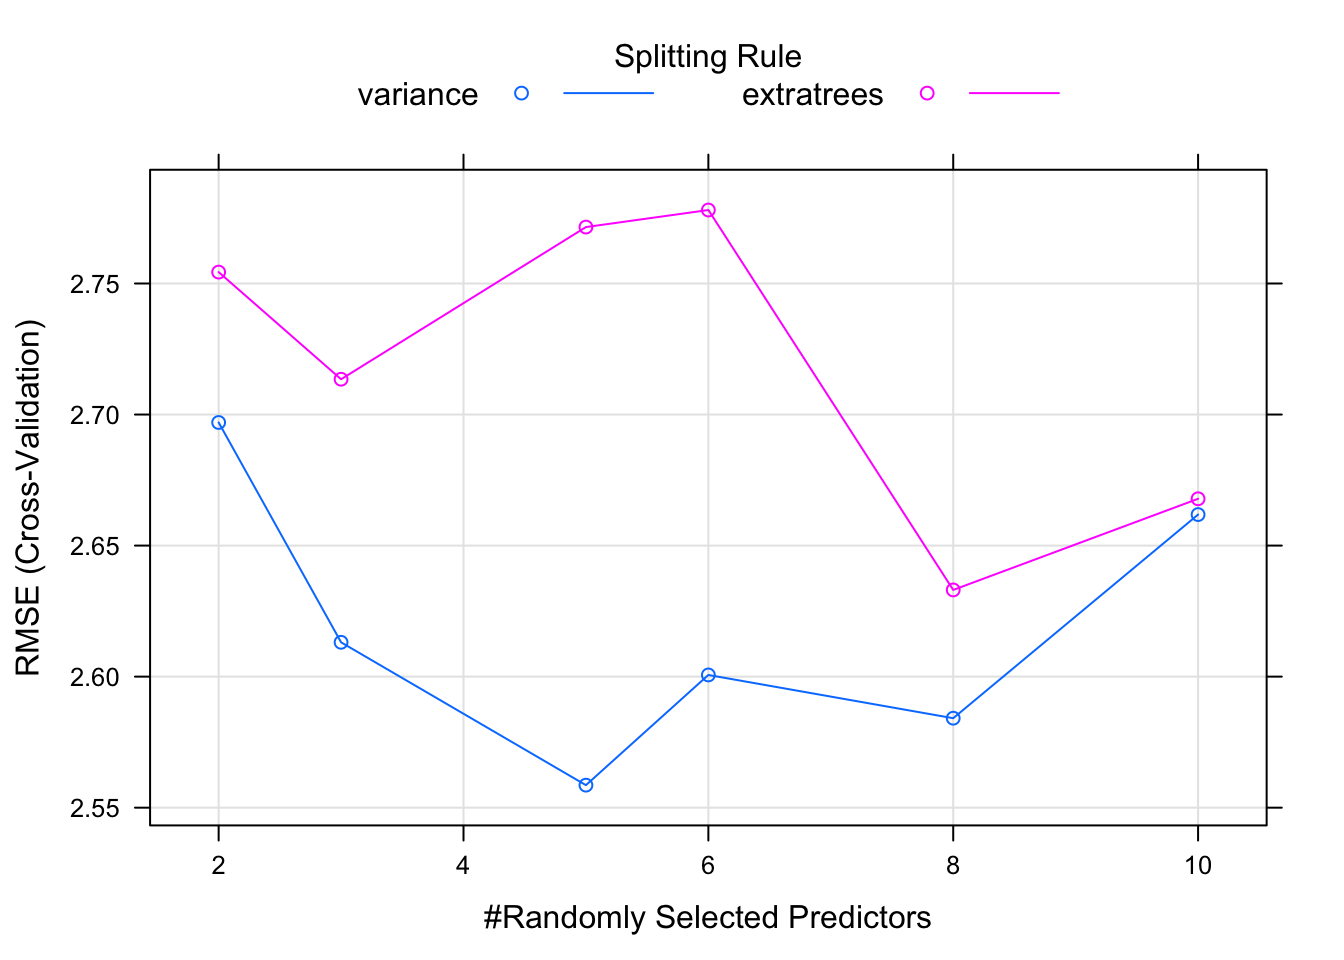 Splitting Rule
variance extratrees
2.75
2.70
2.65
2.60
2.55
RMSE (Cross-Validation)
2 4 6 8 10
#Randomly Selected Predictors